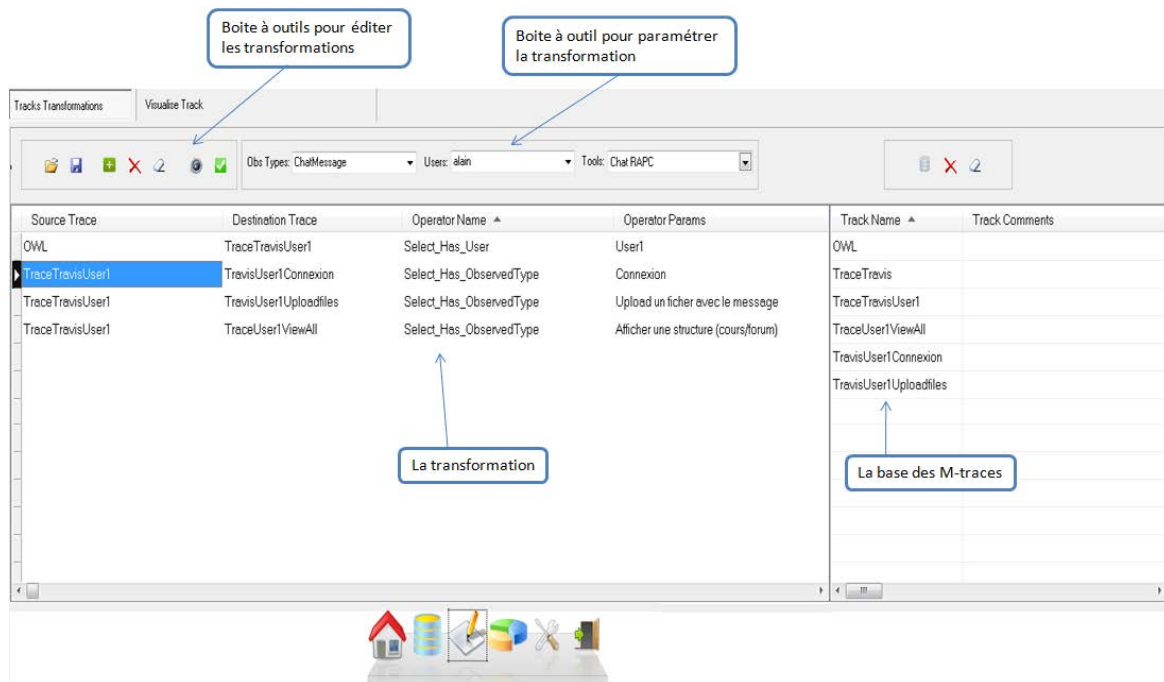 Boite à outils pour éditer
les transformations
Boite à outil pour paramétrer
la transformation
Tracks Transformations Visualise Track
Obs Types: ChatMessage Users: alain Tools: Chat RAPC
Source Trace Destination Trace Operator Name Operator Params Track Name Track Comments
OWL TraceTravisUser1 Select_Has_User User1 OWL
TraceTravisUser1 TravisUser1Connexion Select_Has_ObservedType Connexion TraceTravis
TraceTravisUser1 TravisUser1Uploadfiles Select_Has_ObservedType Upload un ficher avec le message TraceTravisUser1
TraceTravisUser1 TraceUser1ViewAll Select_Has_ObservedType Afficher une structure (cours/forum) TraceUser1ViewAll
TravisUser1Connexion
TravisUser1Uploadfiles
La transformation
La base des M-traces